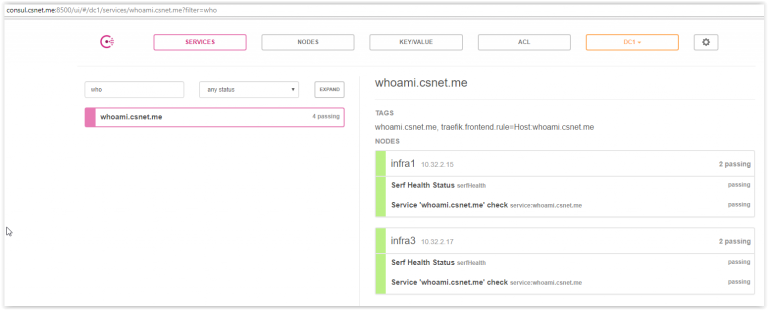 consul.csnet.me:8500/ui/#/dc1/services/whoami.csnet.me?filter=who
SERVICES
NODES
KEY/VALUE
ACL
DC1
who
any status
EXPAND
whoami.csnet.me
4 passing
whoami.csnet.me
TAGS
whoami.csnet.me, traefik.frontend.rule=Host:whoami.csnet.me
NODES
infra1 10.32.2.15
2 passing
Serf Health Status serfHealth
passing
Service 'whoami.csnet.me' check service:whoami.csnet.me
passing
infra3 10.32.2.17
2 passing
Serf Health Status serfHealth
passing
Service 'whoami.csnet.me' check service:whoami.csnet.me
passing